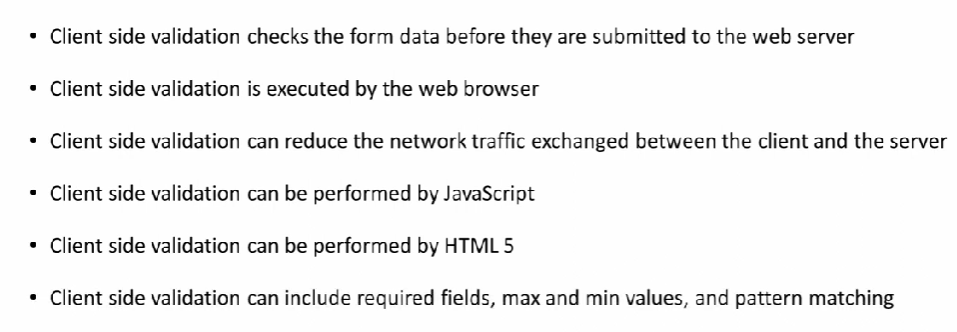 • Client side validation checks the form data before they are submitted to the web server
• Client side validation is executed by the web browser
• Client side validation can reduce the network traffic exchanged between the client and the server
• Client side validation can be performed by JavaScript
• Client side validation can be performed by HTML 5
• Client side validation can include required fields, max and min values, and pattern matching